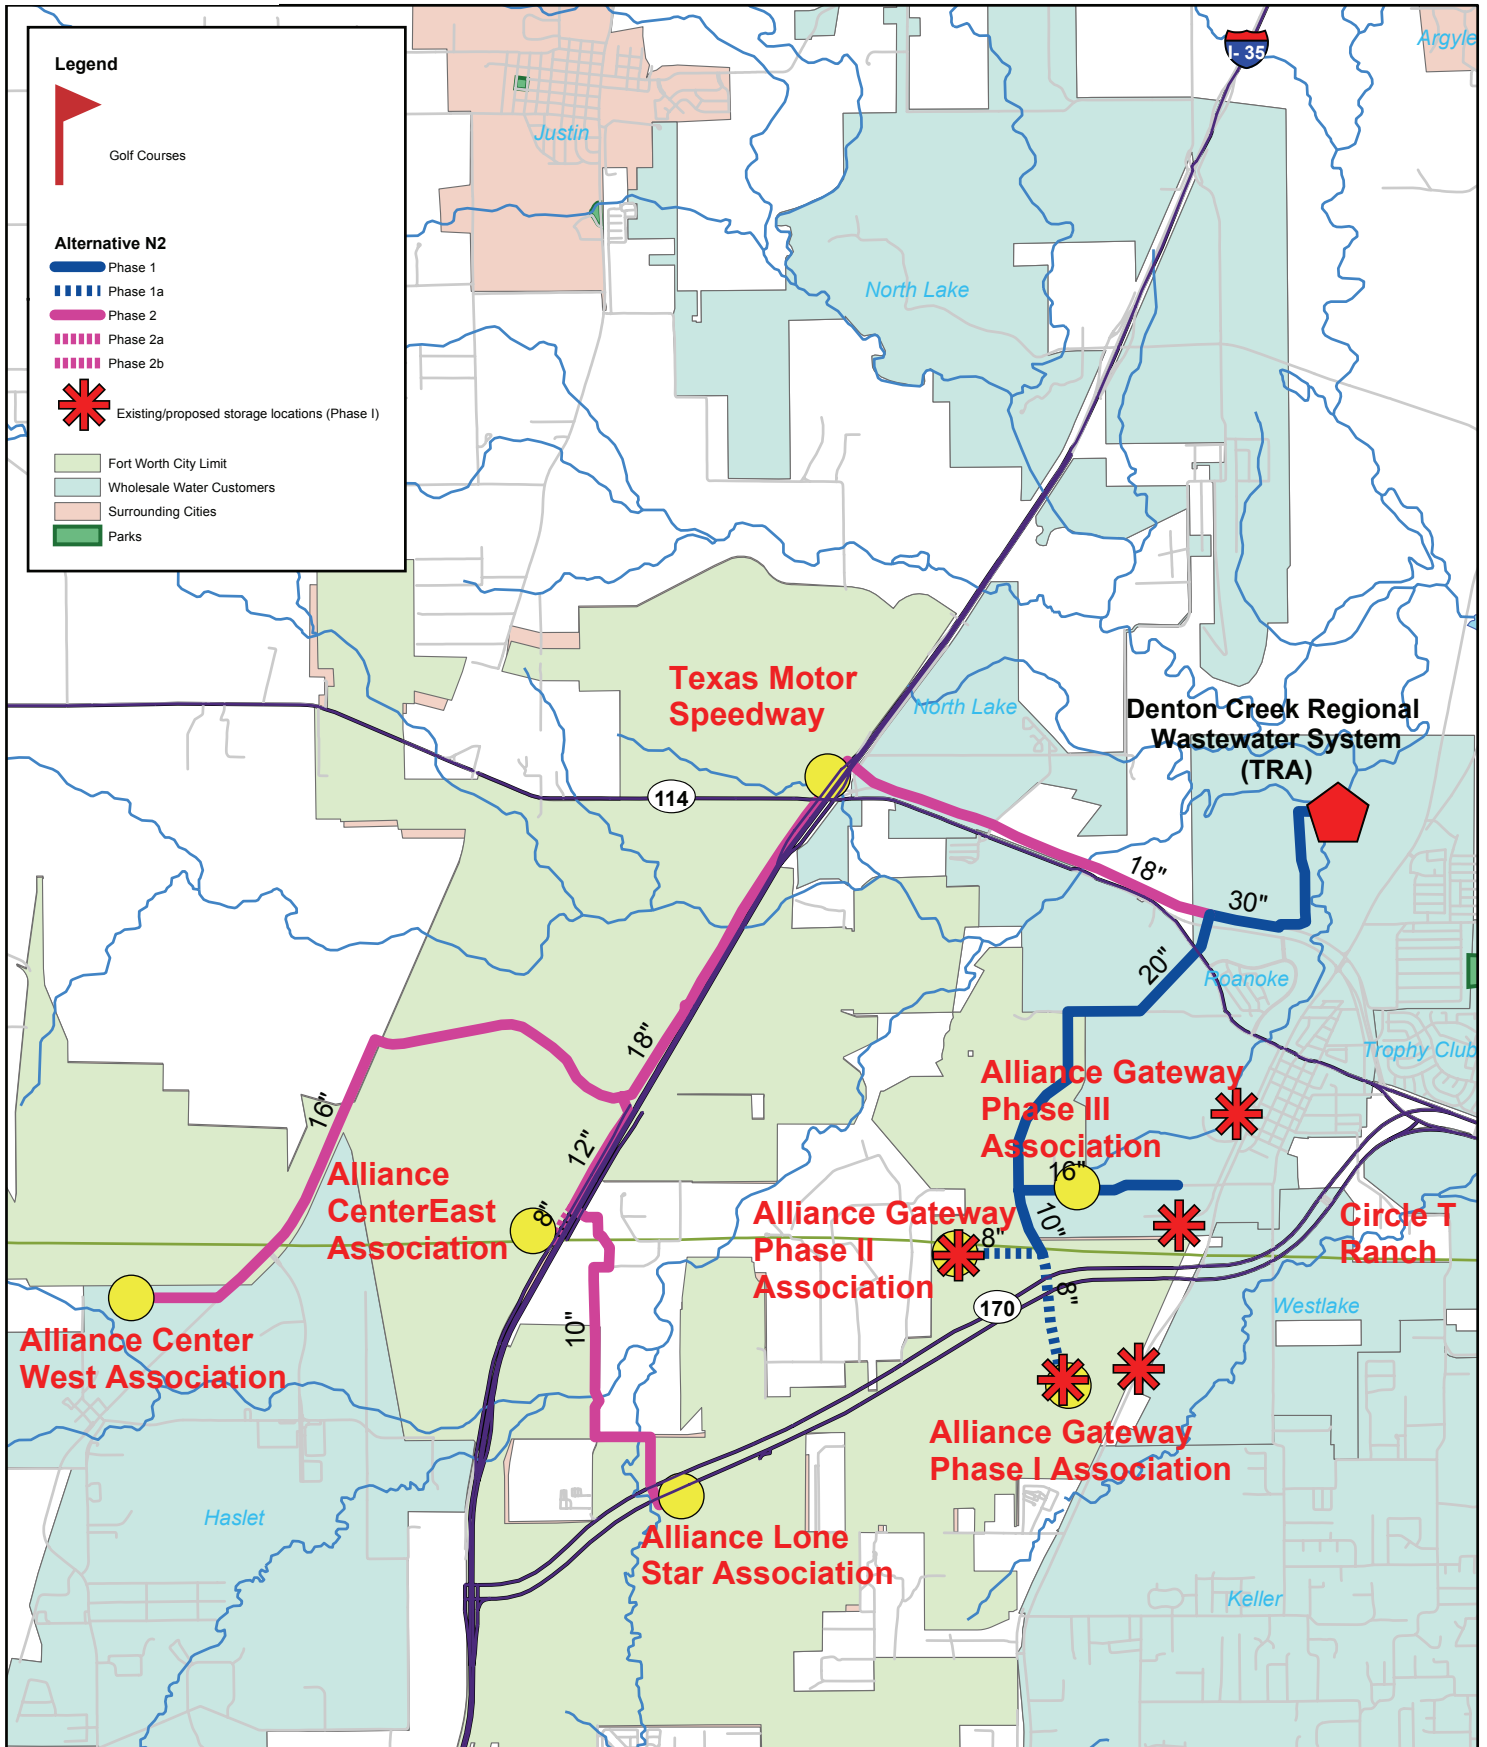 Legend
Golf Courses
Alternative N2
Phase 1
Phase 1a
Phase 2
Phase 2a
Phase 2b
Existing/proposed storage locations (Phase I)
Fort Worth City Limit
Wholesale Water Customers
Surrounding Cities
Parks
I- 35
Argyle
Justin
North Lake
Texas Motor
Speedway
North Lake
Denton Creek Regional
Wastewater System
(TRA)
114
18"
30"
20"
Roanoke
18"
Trophy Club
Alliance Gateway
Phase III
Association
16"
12"
16"
Alliance
CenterEast
Association
8"
Alliance Gateway
Phase II
Association
8"
10"
Circle T
Ranch
8"
170
Westlake
10"
Alliance Center
West Association
Alliance Gateway
Phase I Association
Haslet
Alliance Lone
Star Association
Keller